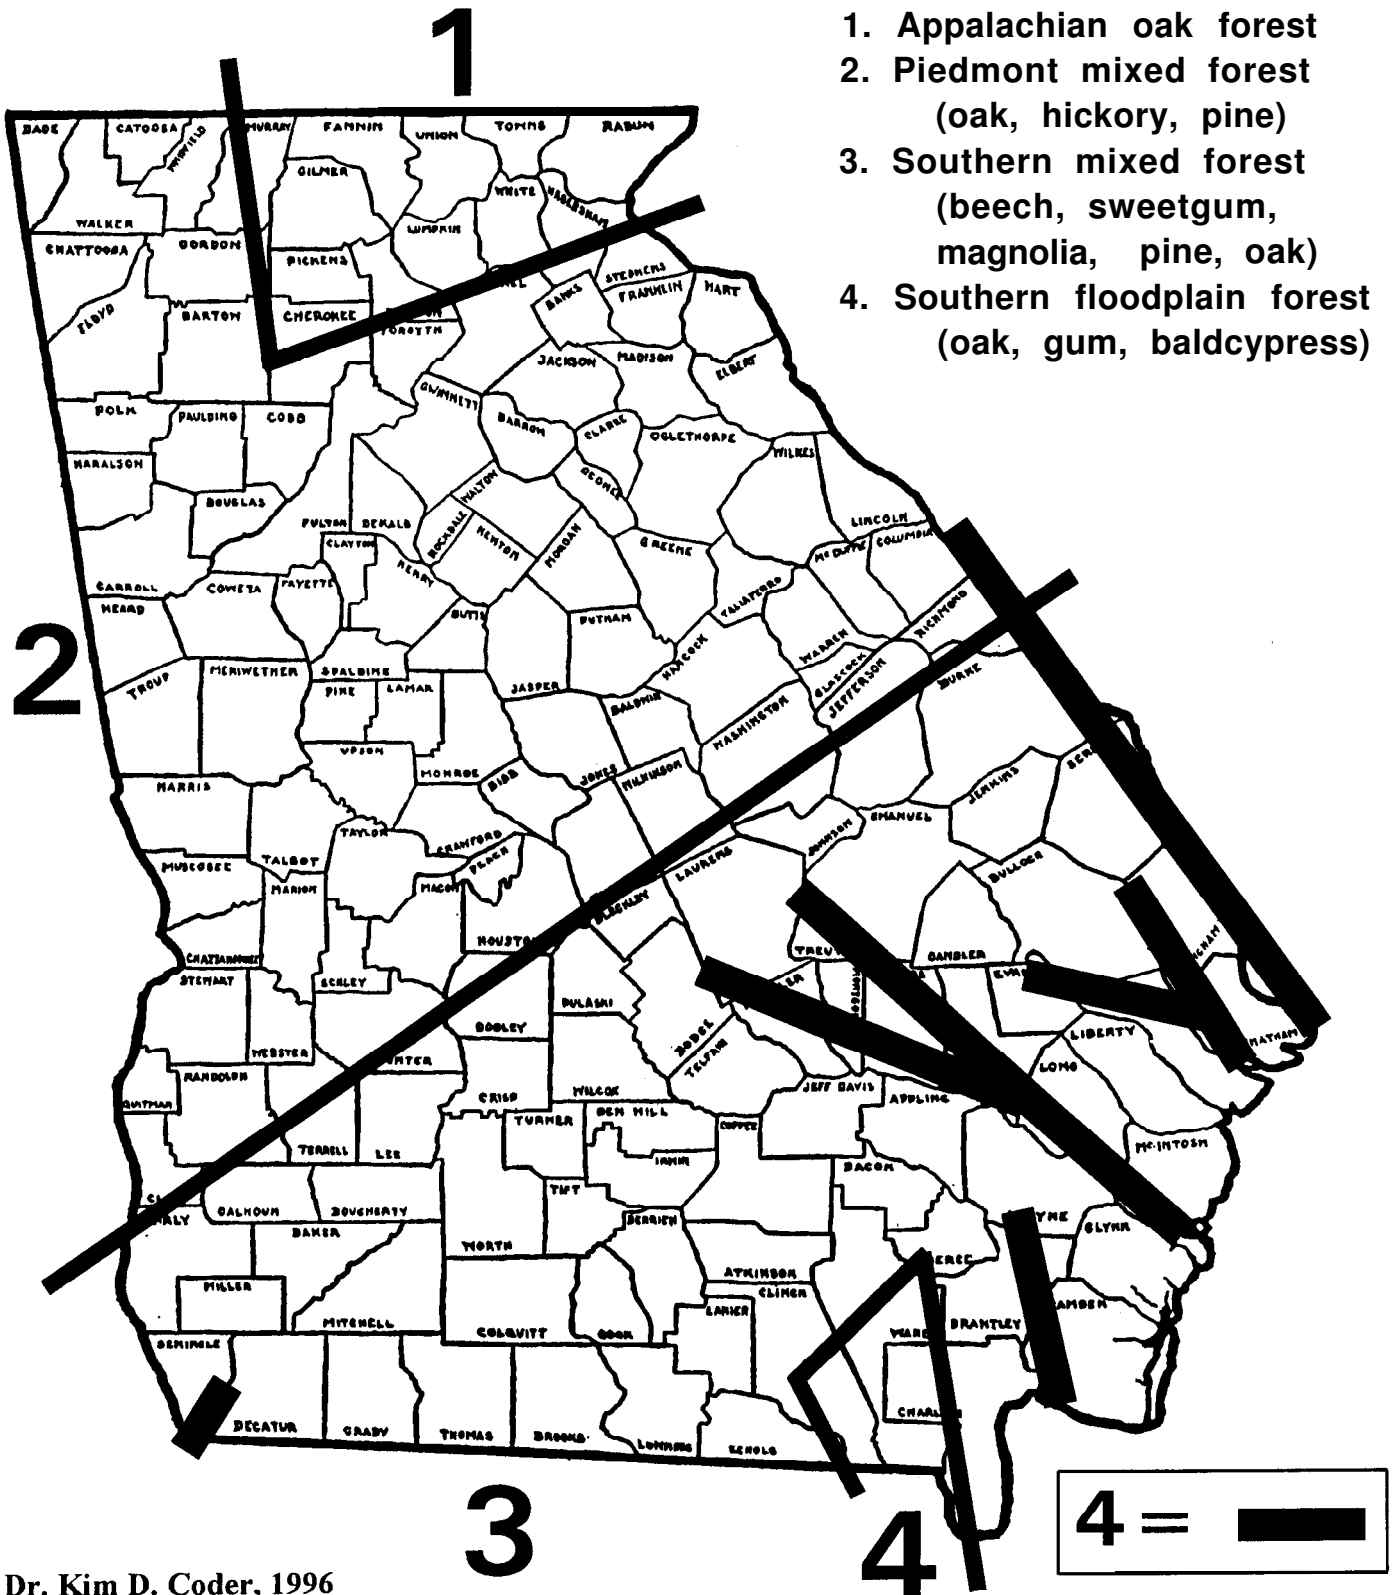 1
1. Appalachian oak forest
2. Piedmont mixed forest
(oak, hickory, pine)
3. Southern mixed forest
(beech, sweetgum,
magnolia, pine, oak)
4. Southern floodplain forest
(oak, gum, baldcypress)
DADE
CATOOSA
WHITFIELD
MURRAY
FANNIN
UNION
TOWNS
RABUN
GILMER
WHITE
HABERSHAM
WALKER
CHATTOOGA
GORDON
PICKENS
LUMPKIN
STEPHENS
BANKS
FRANKLIN
HART
FLOYD
BARTOW
CHEROKEE
FORSYTH
JACKSON
MADISON
ELBERT
POLK
PAULDING
COBB
GWINNETT
BARROW
CLARKE
OGLETHORPE
WILKES
HARALSON
DOUGLAS
WALTON
OCONEE
LINCOLN
FULTON
DEKALB
ROCKDALE
NEWTON
MORGAN
GREENE
McDUFFIE
COLUMBIA
CLAYTON
HENRY
CARROLL
HEARD
COWETA
FAYETTE
BUTTS
PUTNAM
TALIAFERRO
RICHMOND
2
TROUP
MERIWETHER
SPALDING
PIKE
LAMAR
JASPER
HANCOCK
WARREN
GLASCOCK
JEFFERSON
BURKE
BALDWIN
WASHINGTON
UPSON
MONROE
BIBB
JONES
WILKINSON
HARRIS
JENKINS
TAYLOR
CRAWFORD
PEACH
JOHNSON
EMANUEL
MUSCOGEE
TALBOT
MARION
MACON
LAURENS
BULLOCH
BLECKLEY
CHATTAHOOCHEE
STEWART
SCHLEY
CANDLER
PULASKI
DOOLEY
DODGE
TELFAIR
LIBERTY
LONG
WEBSTER
RANDOLPH
QUITMAN
CRISP
WILCOX
JEFF DAVIS
APPLING
TURNER
BEN HILL
COFFEE
McINTOSH
TERRELL
LEE
IRWIN
BACON
TIFT
CALHOUN
DOUGHERTY
BERRIEN
GLYNN
BAKER
WORTH
ATKINSON
MILLER
CLINCH
LANIER
MITCHELL
COLQUITT
COOK
BRANTLEY
SEMINOLE
DECATUR
GRADY
THOMAS
BROOKS
LOWNDES
ECHOLS
3
4
4 =
Dr. Kim D. Coder, 1996